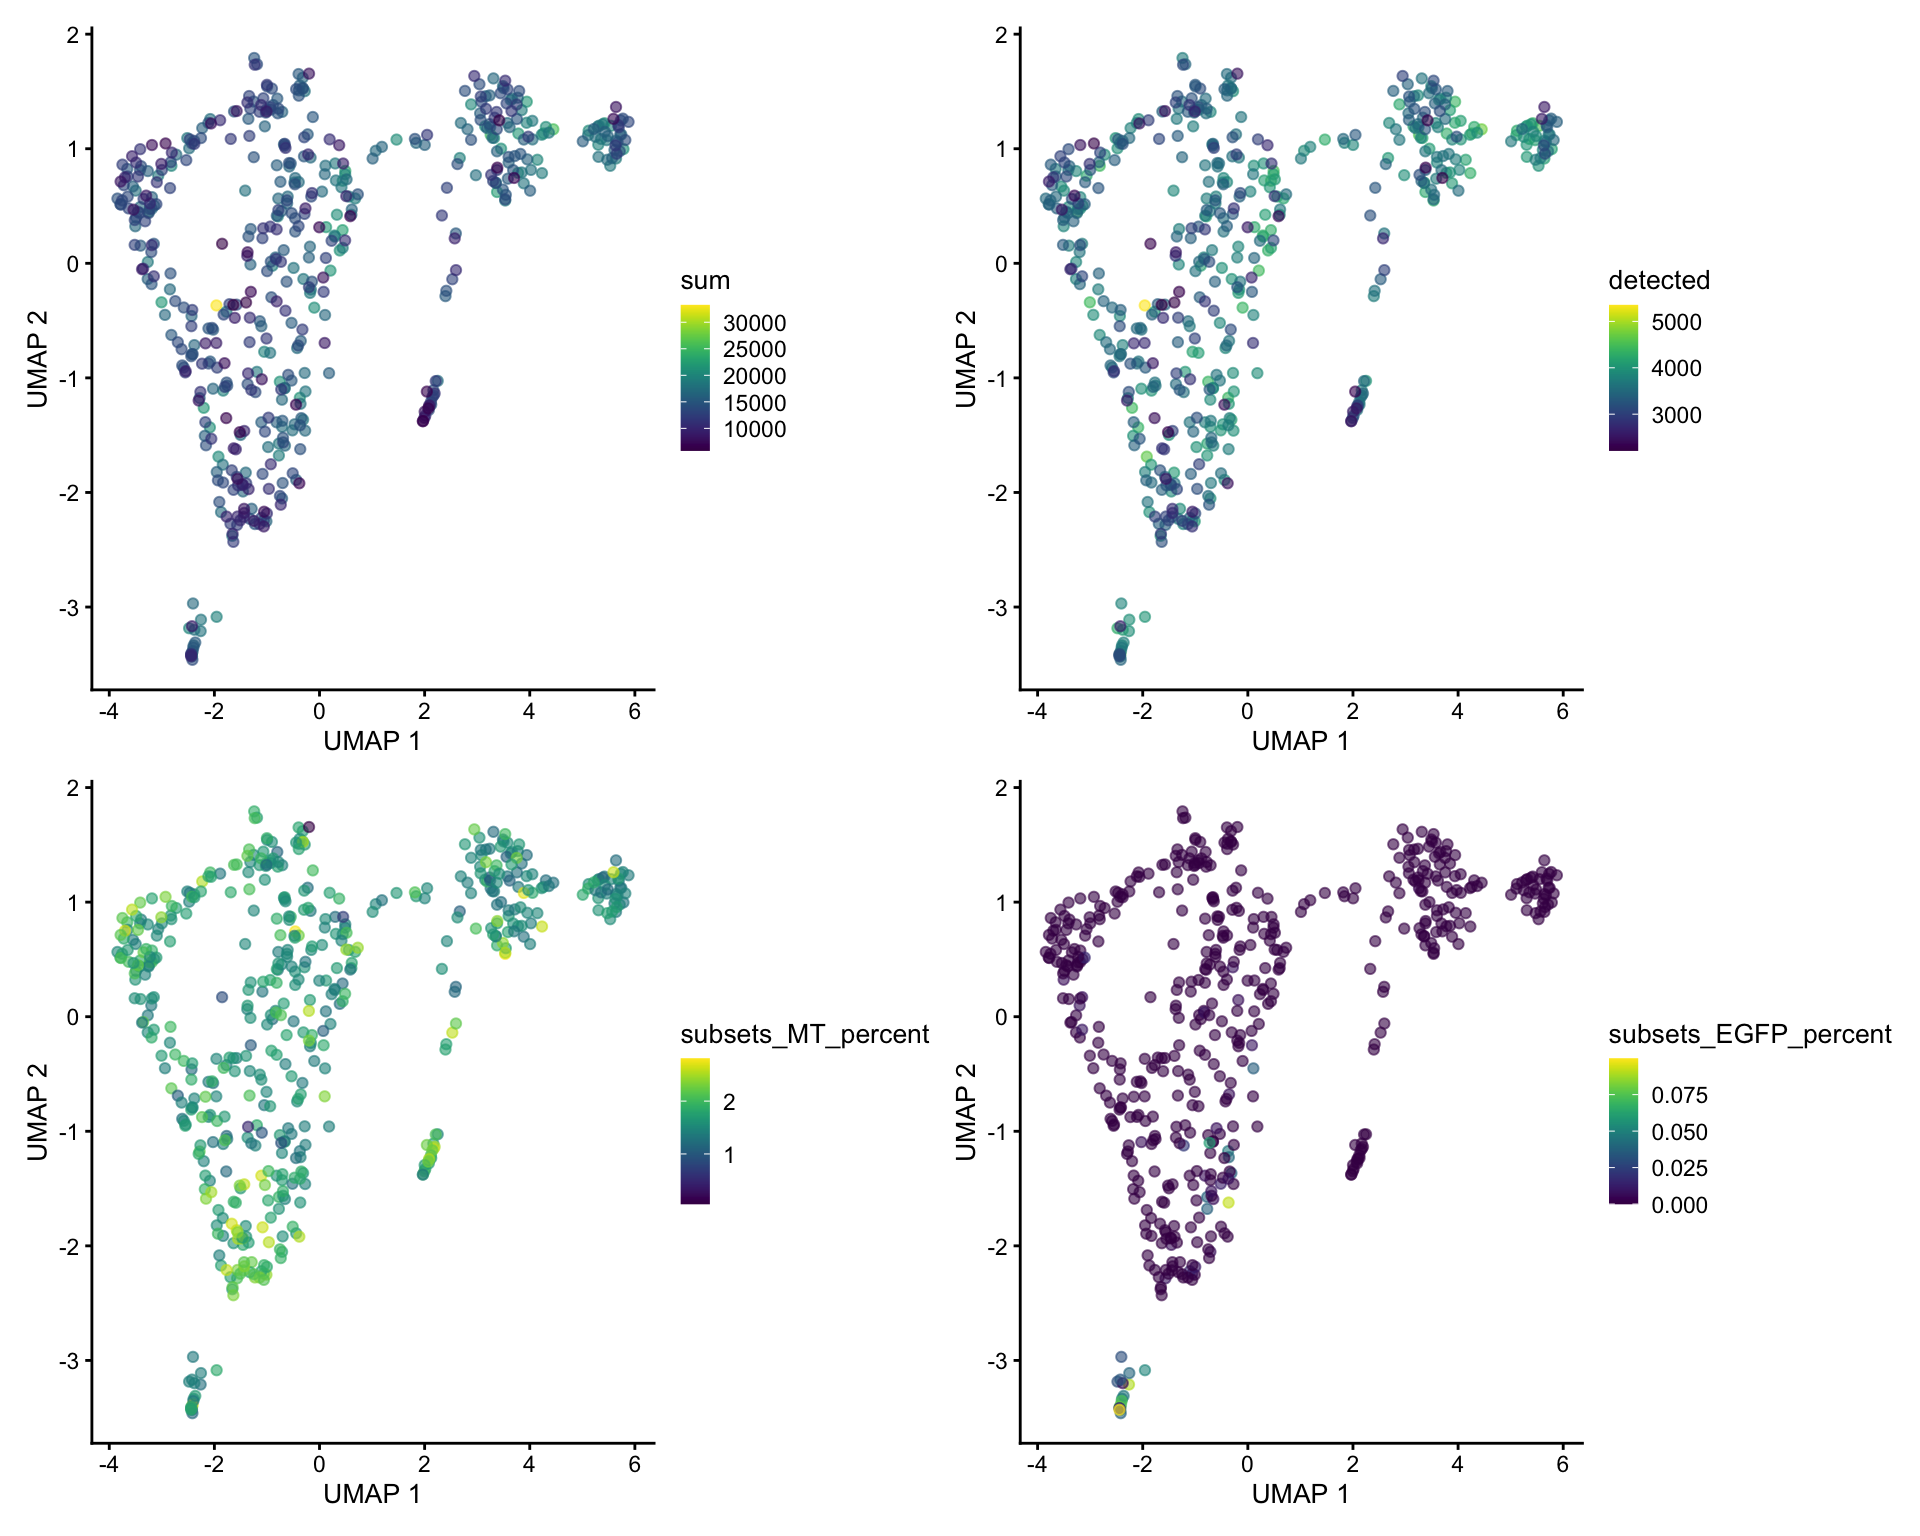 2
1
0
-1
-2
-3
UMAP 2
-4 -2 0 2 4 6
UMAP 1
sum
30000
25000
20000
15000
10000
2
1
0
-1
-2
-3
UMAP 2
-4 -2 0 2 4 6
UMAP 1
detected
5000
4000
3000
2
1
0
-1
-2
-3
UMAP 2
-4 -2 0 2 4 6
UMAP 1
subsets_MT_percent
2
1
2
1
0
-1
-2
-3
UMAP 2
-4 -2 0 2 4 6
UMAP 1
subsets_EGFP_percent
0.075
0.050
0.025
0.000